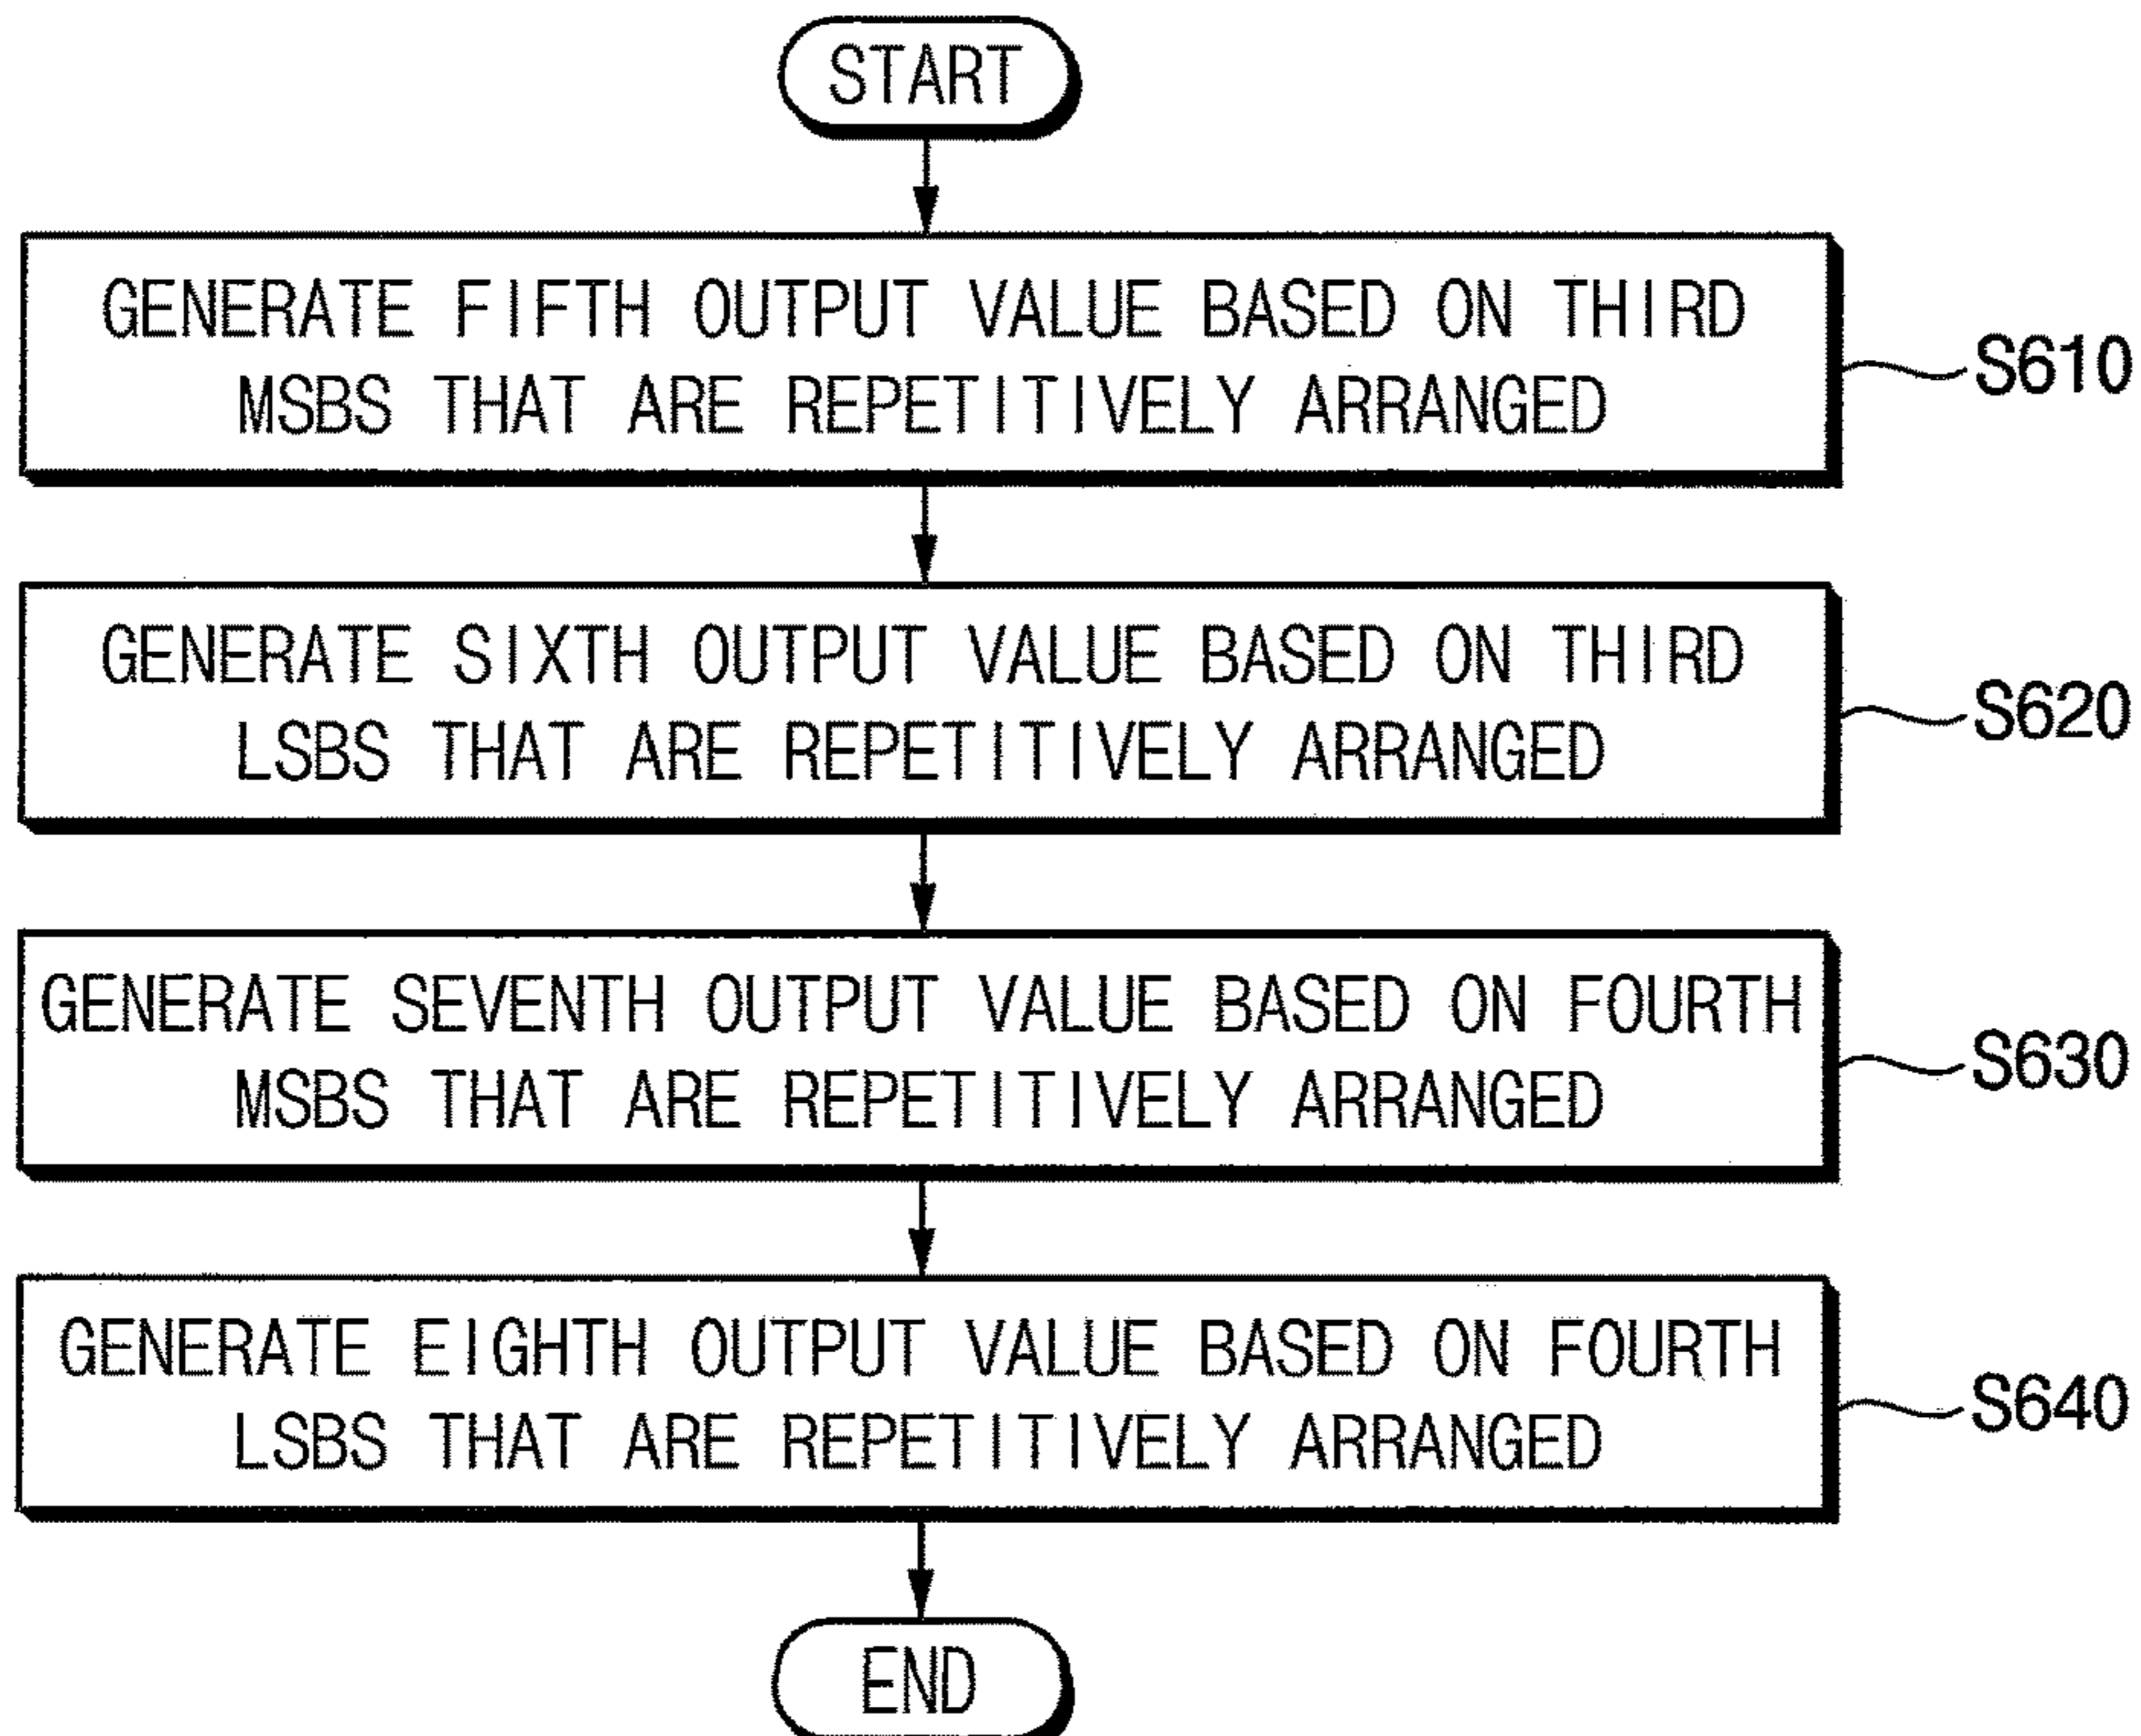 START
GENERATE FIFTH OUTPUT VALUE BASED ON THIRD
MSBS THAT ARE REPETITIVELY ARRANGED
S610
GENERATE SIXTH OUTPUT VALUE BASED ON THIRD
LSBS THAT ARE REPETITIVELY ARRANGED
S620
GENERATE SEVENTH OUTPUT VALUE BASED ON FOURTH
MSBS THAT ARE REPETITIVELY ARRANGED
S630
GENERATE EIGHTH OUTPUT VALUE BASED ON FOURTH
LSBS THAT ARE REPETITIVELY ARRANGED
S640
END